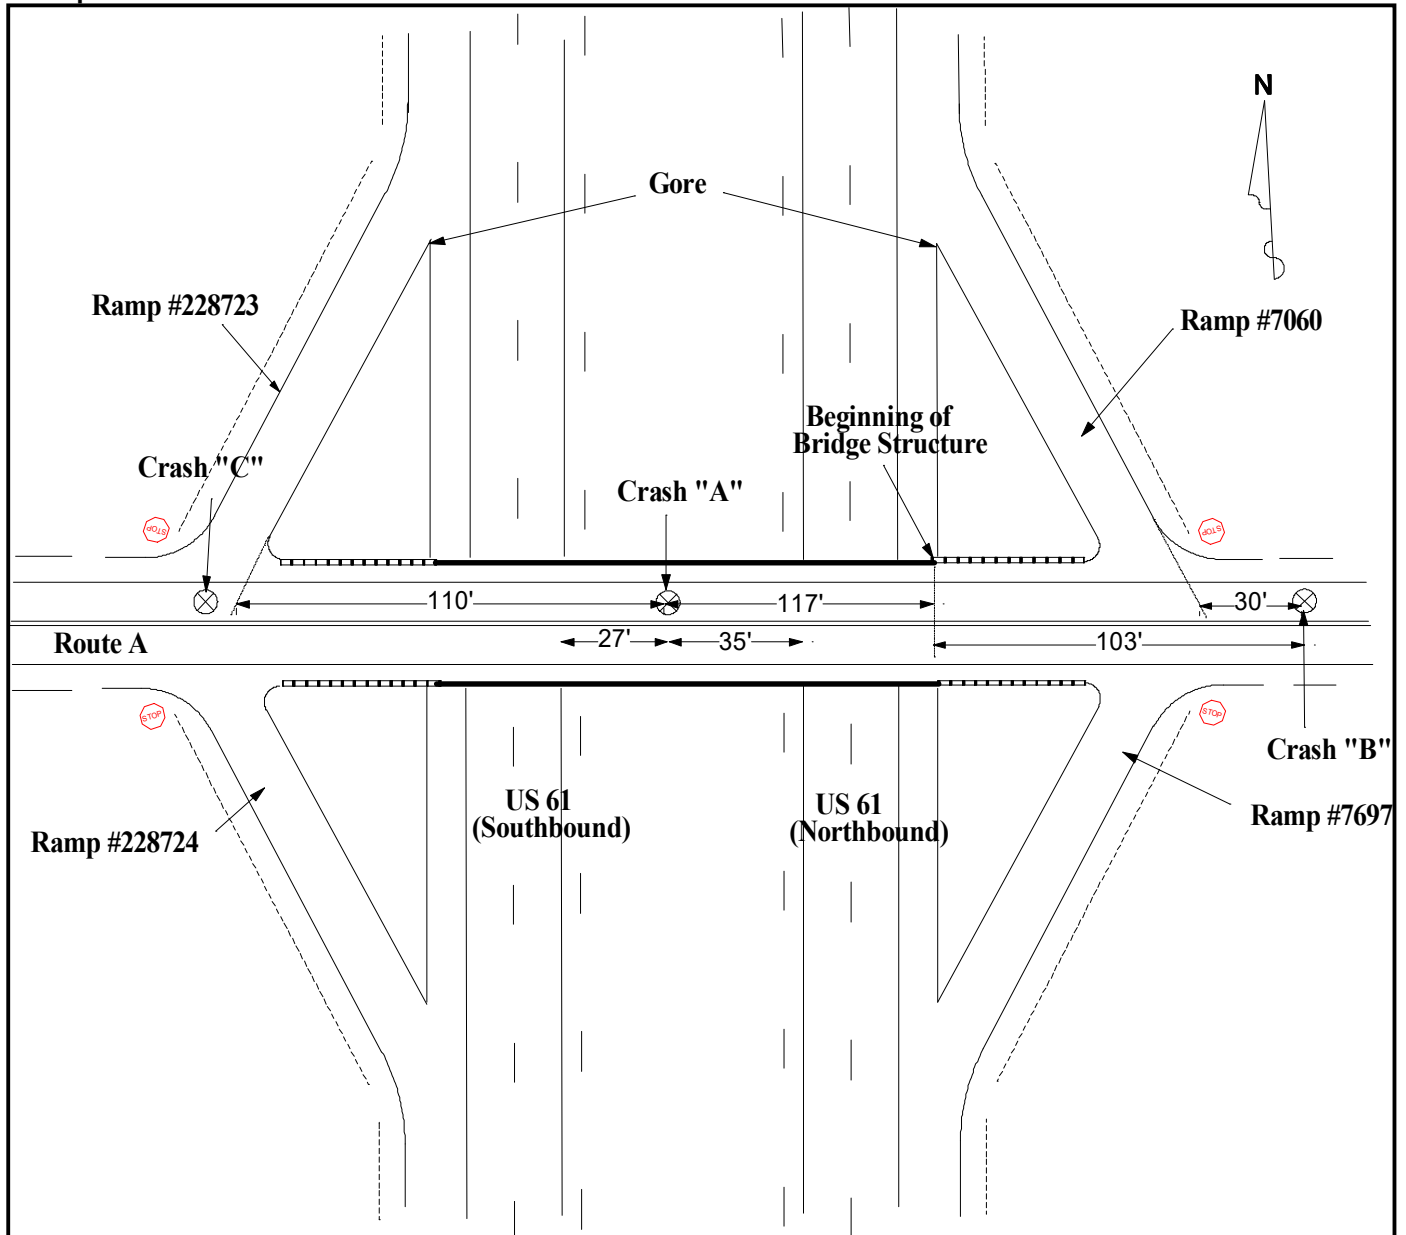 N
Gore
Ramp #228723
Ramp #7060
Beginning of
Bridge Structure
Crash "C"
Crash "A"
STOP
STOP
110'
117'
30'
27'
35'
103'
Route A
STOP
STOP
Crash "B"
US 61
(Southbound)
US 61
(Northbound)
Ramp #228724
Ramp #7697